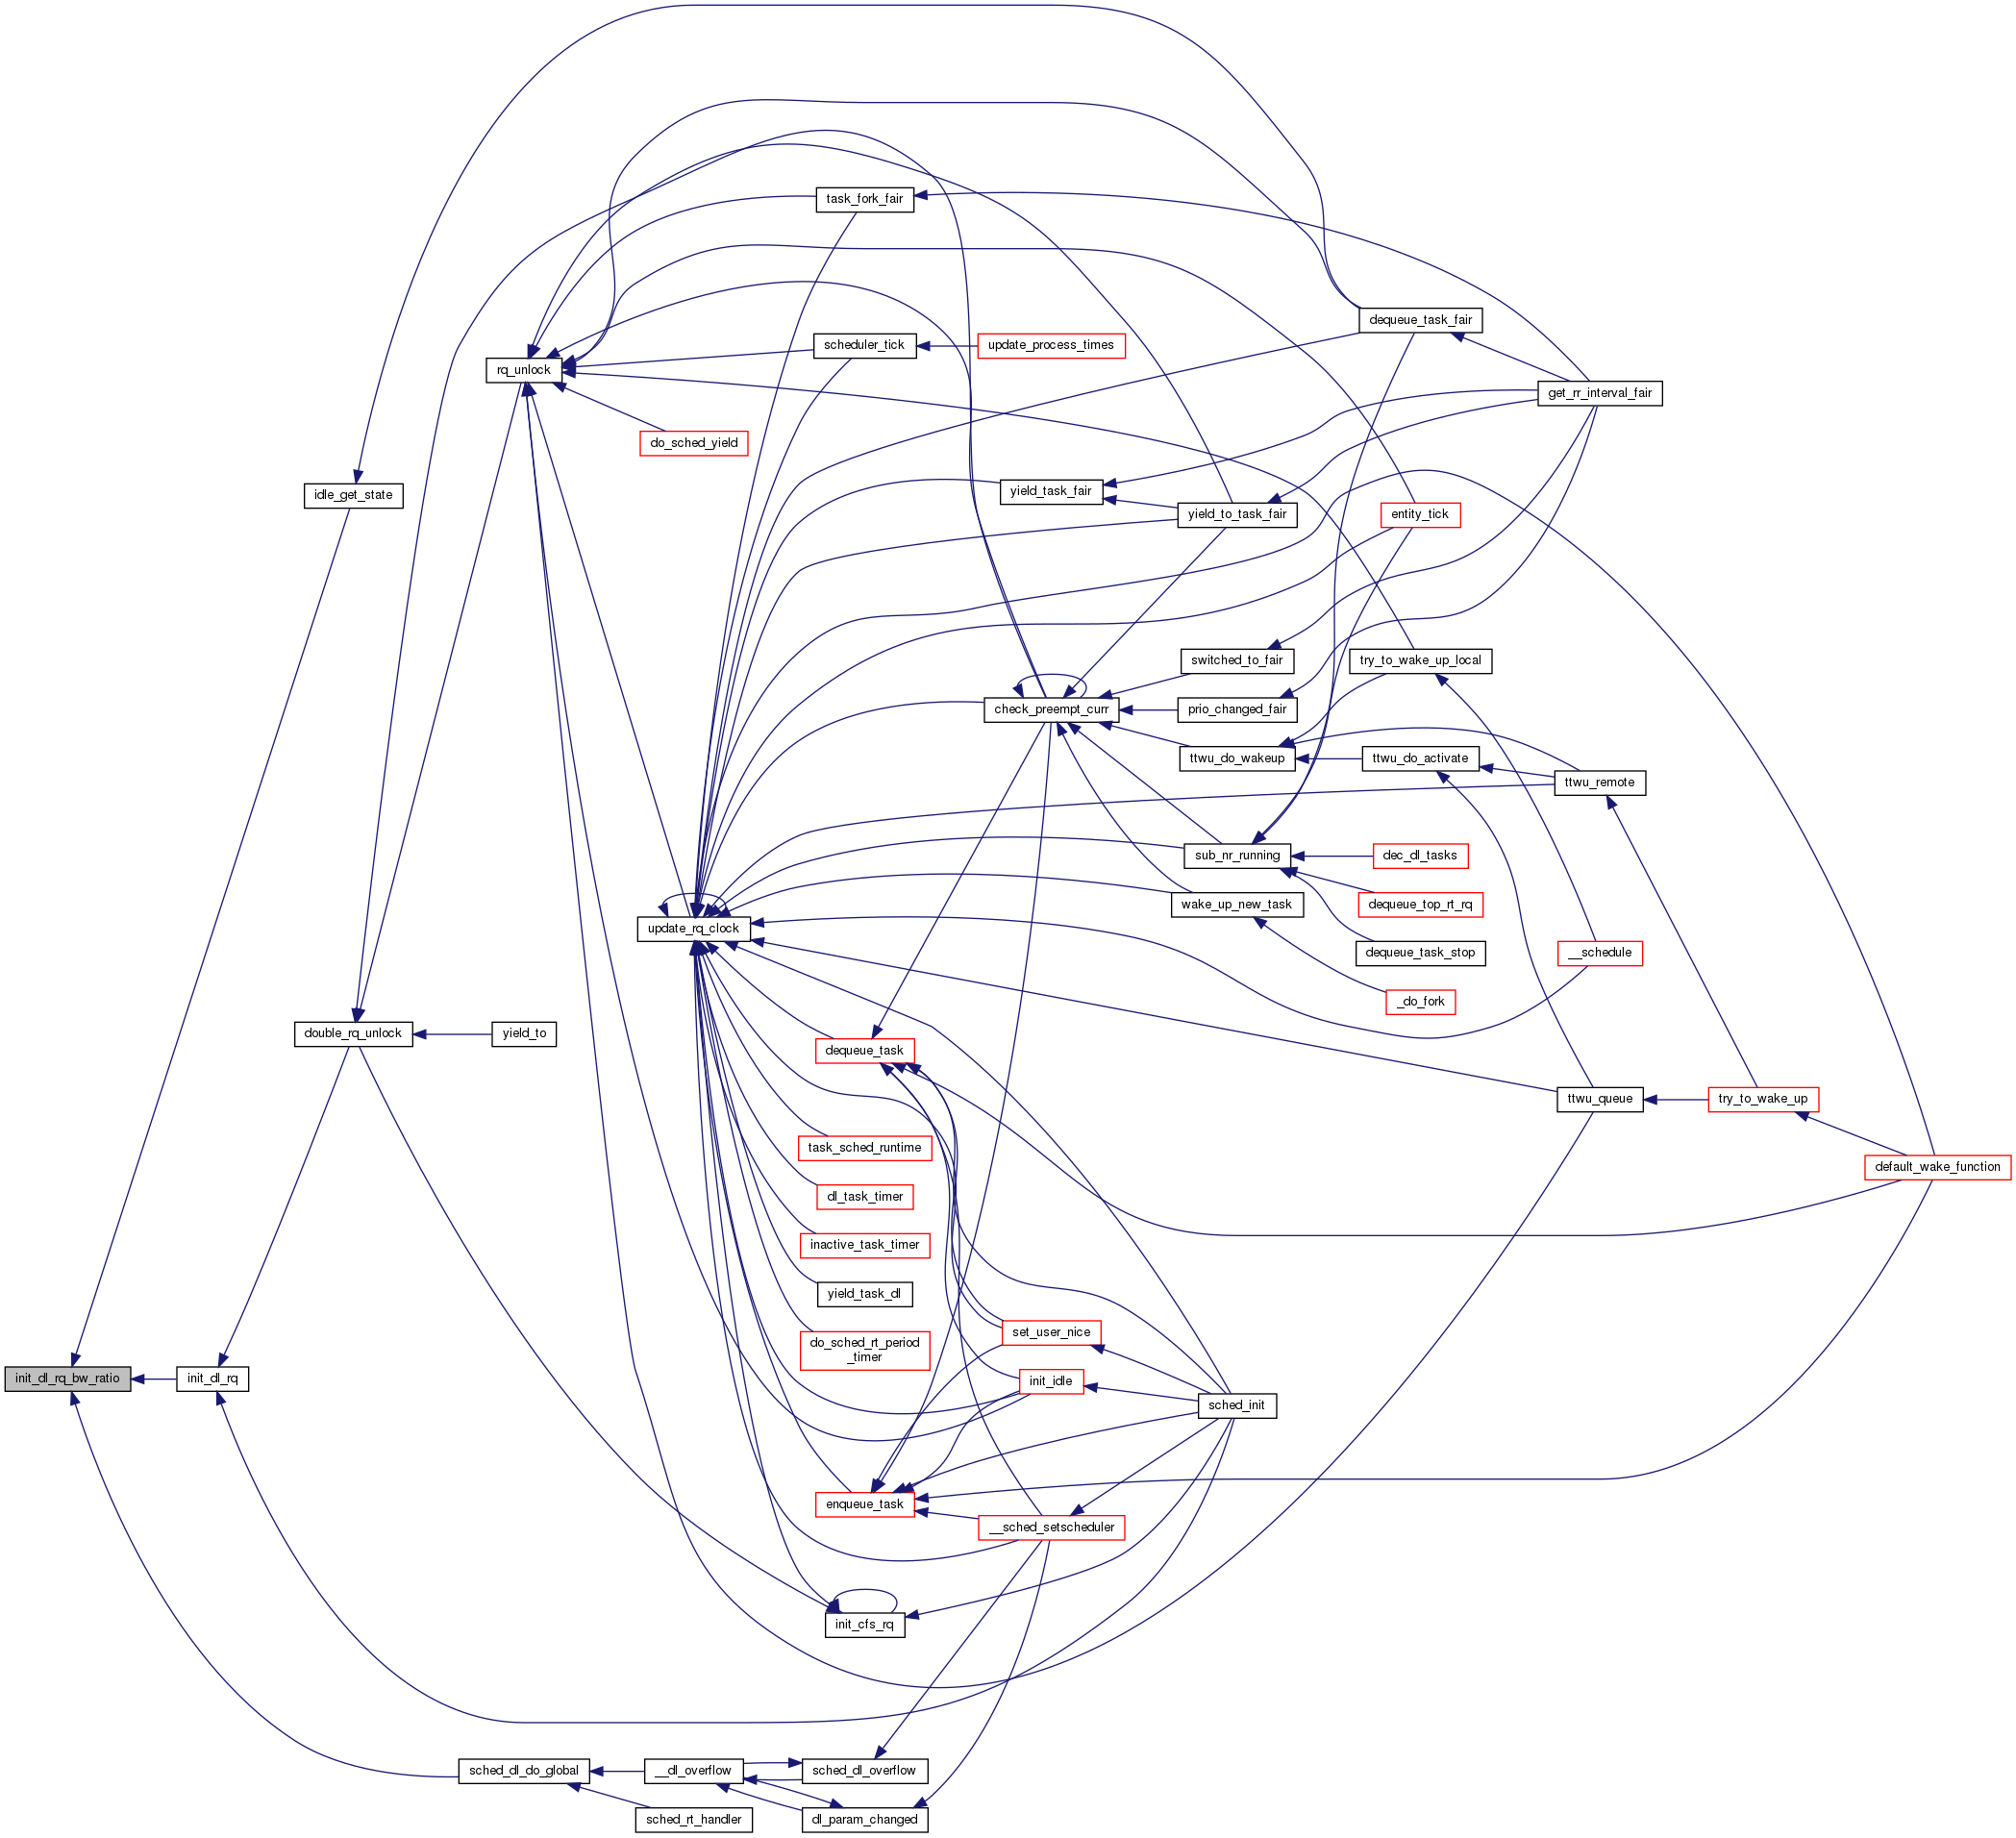 task_fork_fair
dequeue_task_fair
scheduler_tick
update_process_times
rq_unlock
get_rr_interval_fair
do_sched_yield
idle_get_state
yield_task_fair
yield_to_task_fair
entity_tick
switched_to_fair
try_to_wake_up_local
check_preempt_curr
prio_changed_fair
ttwu_do_wakeup
ttwu_do_activate
ttwu_remote
sub_nr_running
dec_dl_tasks
wake_up_new_task
dequeue_top_rt_rq
update_rq_clock
dequeue_task_stop
__schedule
_do_fork
double_rq_unlock
yield_to
dequeue_task
ttwu_queue
try_to_wake_up
task_sched_runtime
default_wake_function
dl_task_timer
inactive_task_timer
yield_task_dl
do_sched_rt_period
_timer
set_user_nice
init_dl_rq_bw_ratio
init_dl_rq
init_idle
sched_init
enqueue_task
__sched_setscheduler
init_cfs_rq
sched_dl_do_global
__dl_overflow
sched_dl_overflow
sched_rt_handler
dl_param_changed